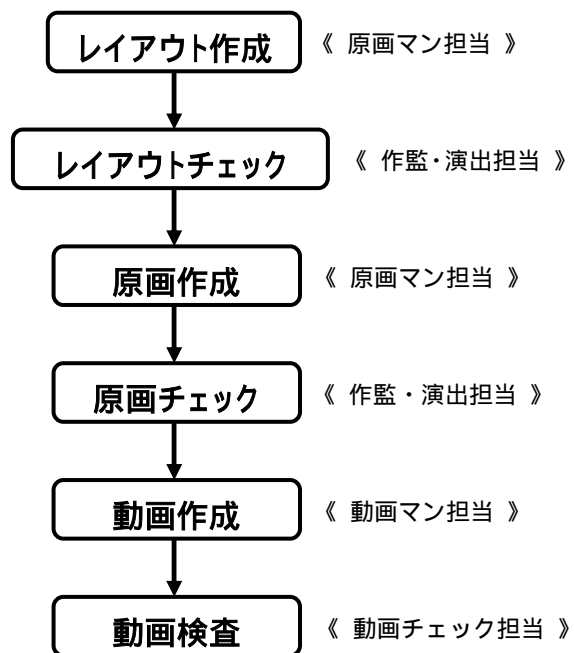 レイアウト作成 《 原画マン担当 》
レイアウトチェック 《 作監・演出担当 》
原画作成 《 原画マン担当 》
原画チェック 《 作監・演出担当 》
動画作成 《 動画マン担当 》
動画検査 《 動画チェック担当 》